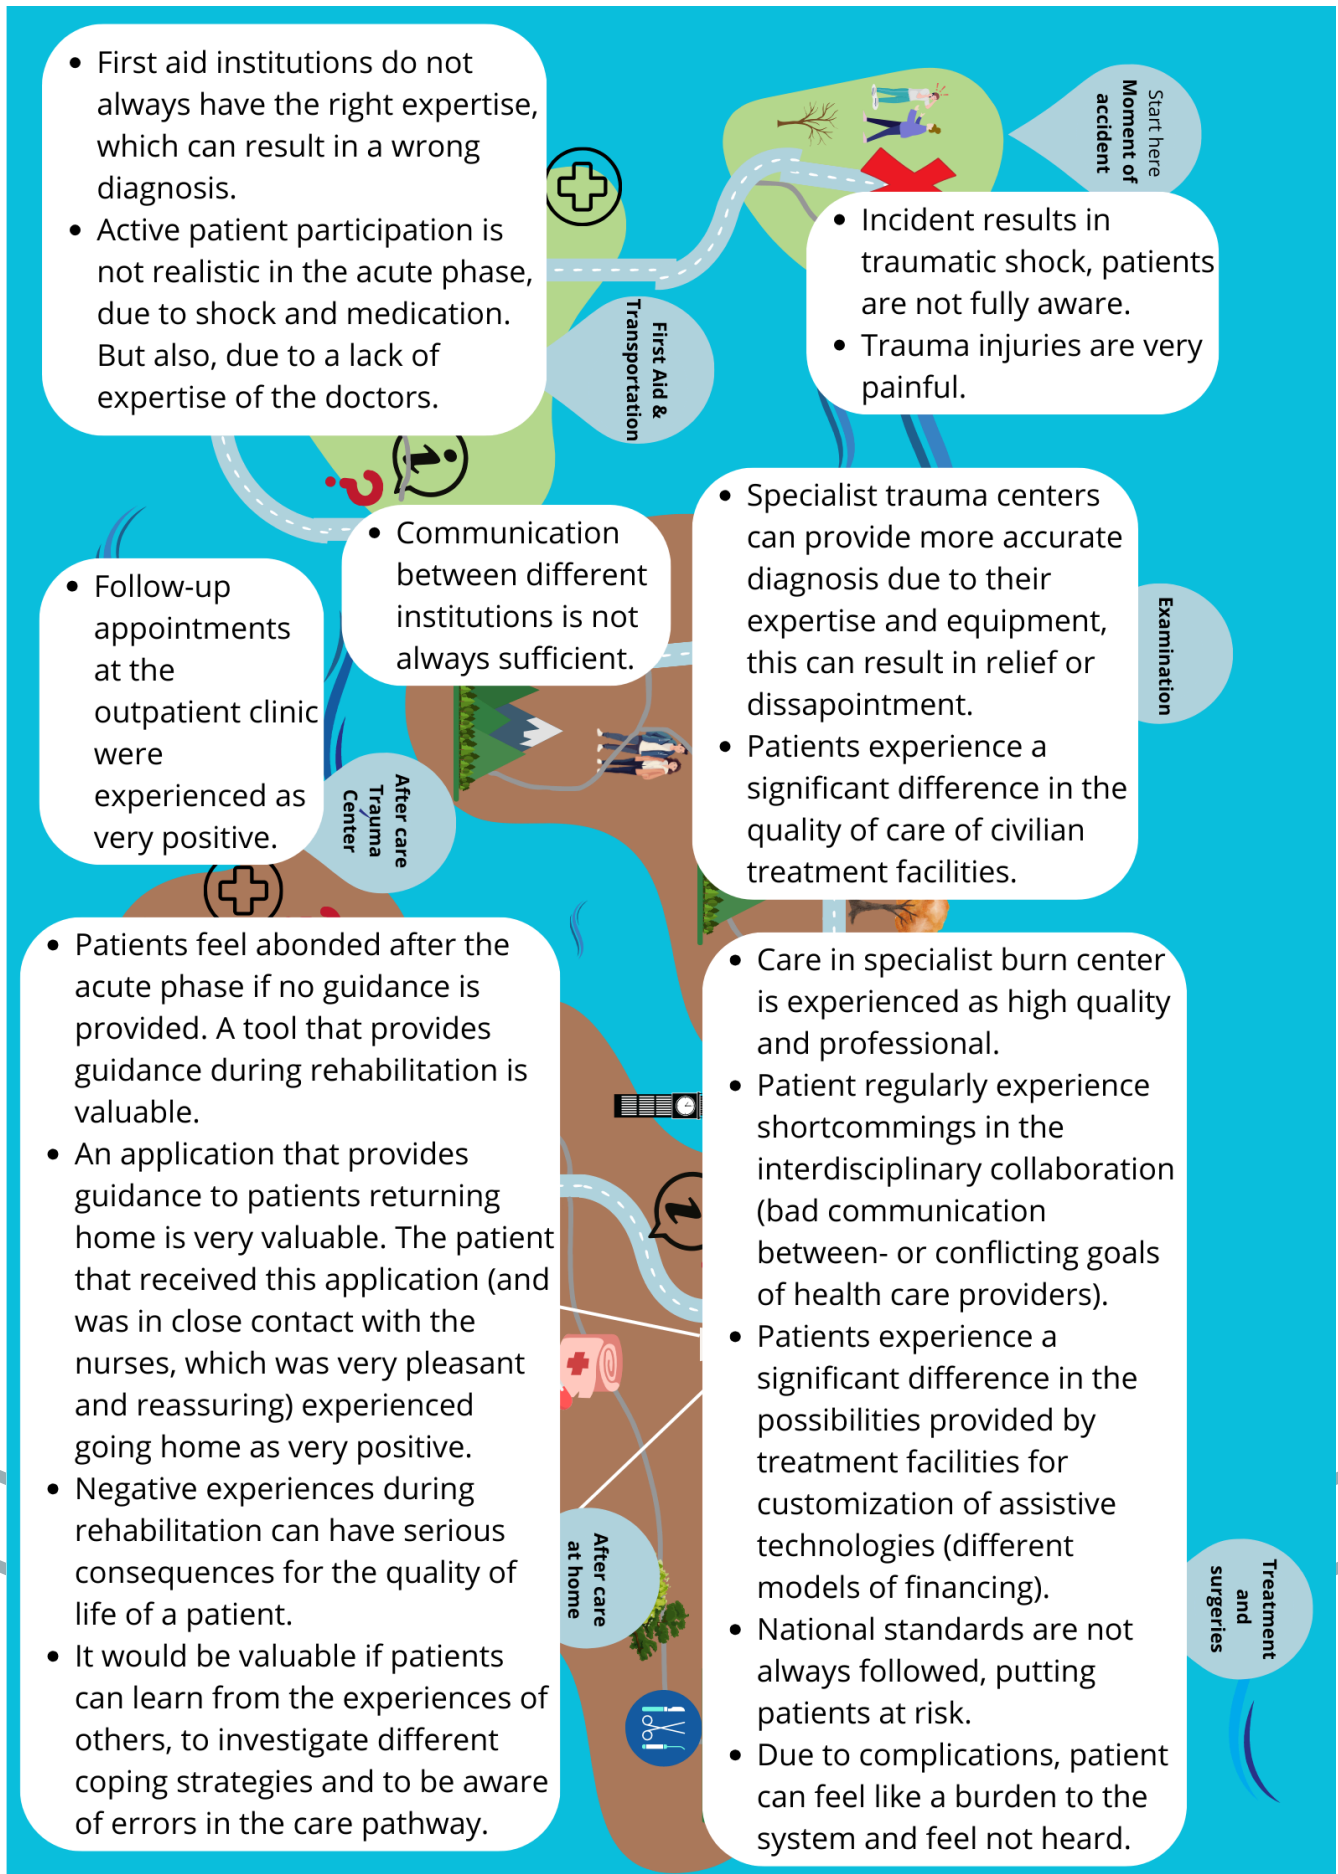 Start here
Moment of
accident
• Incident results in
traumatic shock, patients
are not fully aware.
• Trauma injuries are very
painful.
• First aid institutions do not
always have the right expertise,
which can result in a wrong
diagnosis.
• Active patient participation is
not realistic in the acute phase,
due to shock and medication.
But also, due to a lack of
expertise of the doctors.
First Aid &
Transportation
• Communication
between different
institutions is not
always sufficient.
• Specialist trauma centers
can provide more accurate
diagnosis due to their
expertise and equipment,
this can result in relief or
dissapointment.
• Patients experience a
significant difference in the
quality of care of civilian
treatment facilities.
Examination
• Follow-up
appointments
at the
outpatient clinic
were
experienced as
very positive.
After care
Trauma
Center
• Care in specialist burn center
is experienced as high quality
and professional.
• Patient regularly experience
shortcommings in the
interdisciplinary collaboration
(bad communication
between- or conflicting goals
of health care providers).
• Patients experience a
significant difference in the
possibilities provided by
treatment facilities for
customization of assistive
technologies (different
models of financing).
• National standards are not
always followed, putting
patients at risk.
• Due to complications, patient
can feel like a burden to the
system and feel not heard.
Treatment
and
surgeries
• Patients feel abonded after the
acute phase if no guidance is
provided. A tool that provides
guidance during rehabilitation is
valuable.
• An application that provides
guidance to patients returning
home is very valuable. The patient
that received this application (and
was in close contact with the
nurses, which was very pleasant
and reassuring) experienced
going home as very positive.
• Negative experiences during
rehabilitation can have serious
consequences for the quality of
life of a patient.
• It would be valuable if patients
can learn from the experiences of
others, to investigate different
coping strategies and to be aware
of errors in the care pathway.
After care
at home